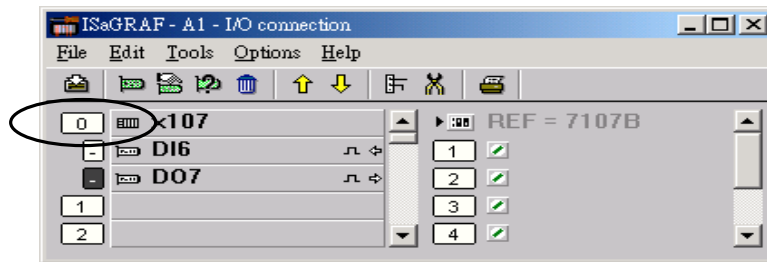 ISaGRAF - A1 - I/O connection
File Edit Tools Options Help
0 x107 REF = 7107B
- DI6 1
- DO7 2
1 3
2 4